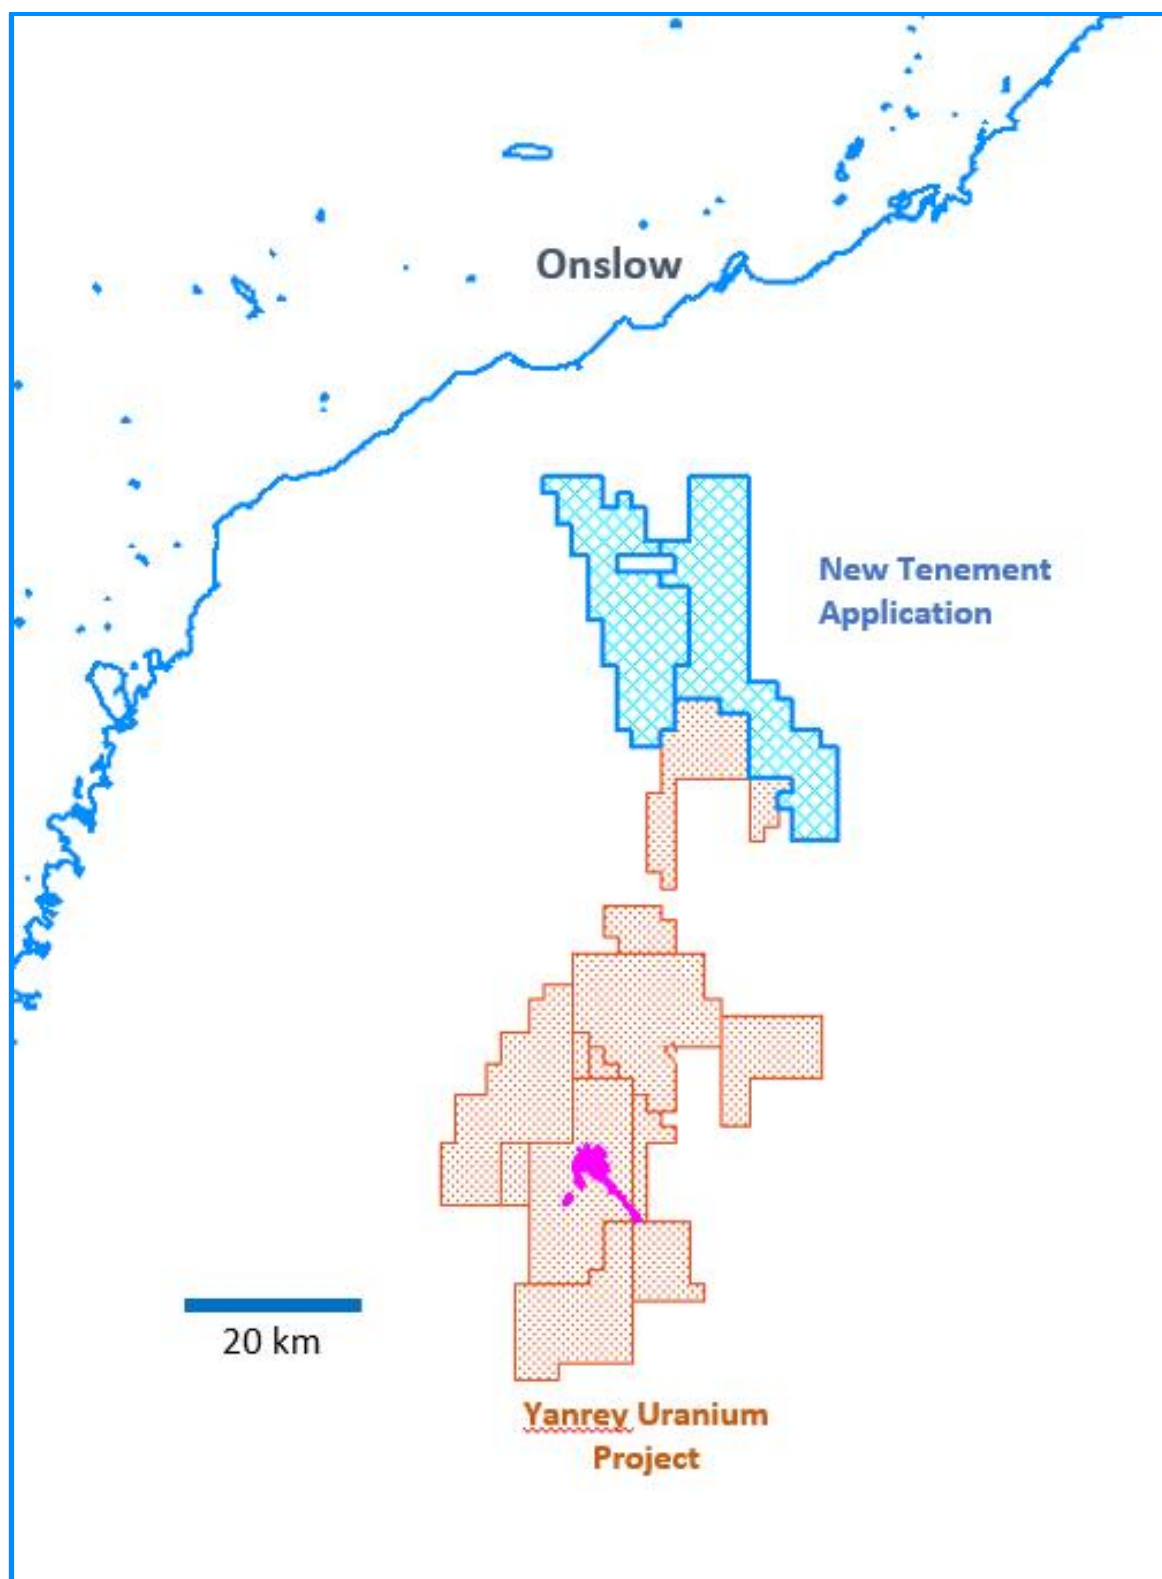 Onslow
New Tenement
Application
20 km
Yanrey Uranium
Project